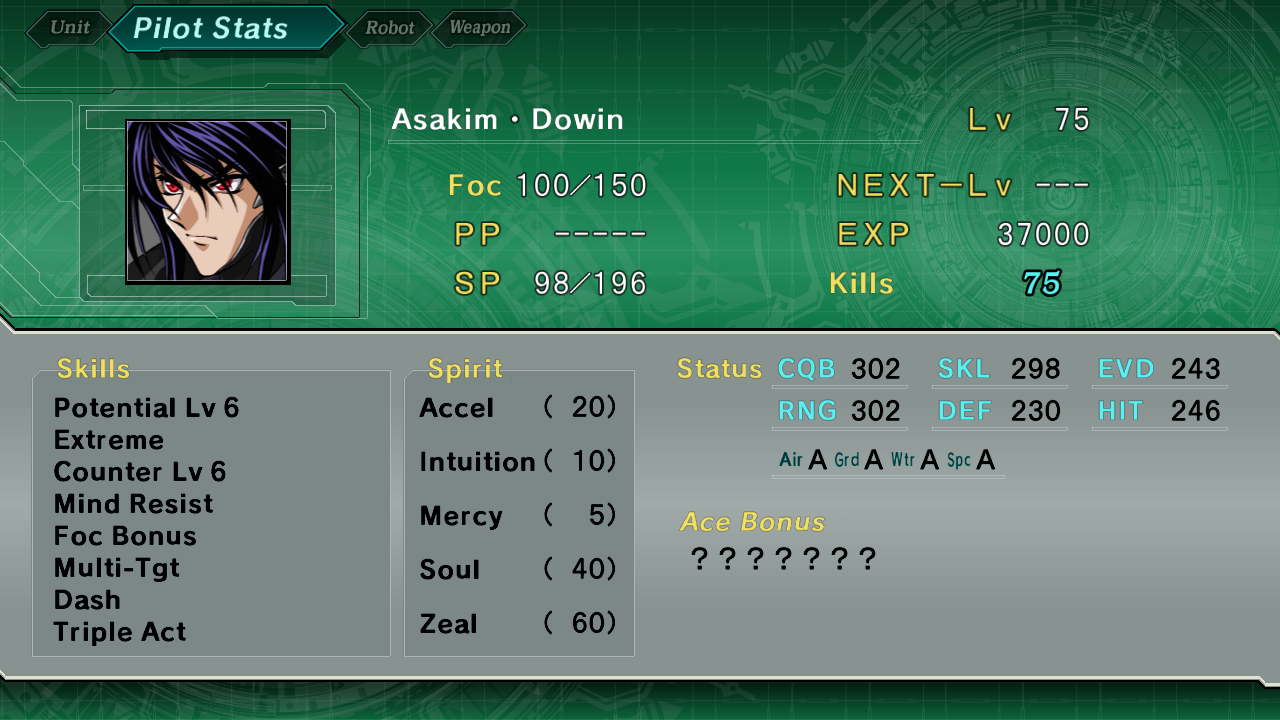 Unit Pilot Stats Robot Weapon
Asakim・Dowin Lv 75
Foc 100/150 NEXT-Lv ---
PP ----- EXP 37000
SP 98/196 Kills 75
Skills
Potential Lv 6
Extreme
Counter Lv 6
Mind Resist
Foc Bonus
Multi-Tgt
Dash
Triple Act
Spirit
Accel ( 20)
Intuition ( 10)
Mercy ( 5)
Soul ( 40)
Zeal ( 60)
Status CQB 302 SKL 298 EVD 243
RNG 302 DEF 230 HIT 246
Air A Grd A Wtr A Spc A
Ace Bonus
???????